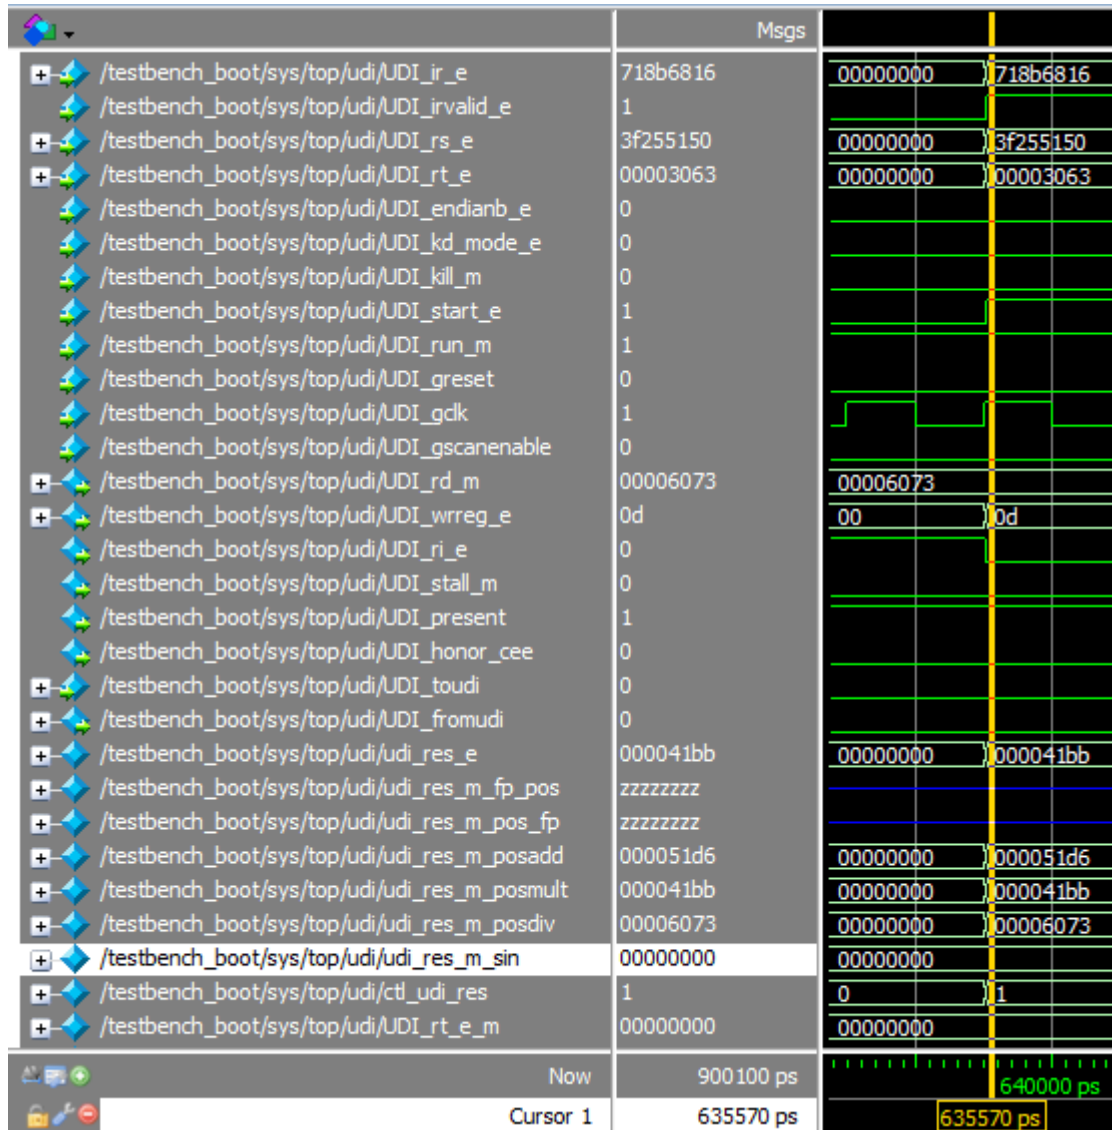 Msgs
/testbench_boot/sys/top/udi/UDI_ir_e 718b6816 00000000 718b6816
/testbench_boot/sys/top/udi/UDI_irvalid_e 1
/testbench_boot/sys/top/udi/UDI_rs_e 3f255150 00000000 3f255150
/testbench_boot/sys/top/udi/UDI_rt_e 00003063 00000000 00003063
/testbench_boot/sys/top/udi/UDI_endianb_e 0
/testbench_boot/sys/top/udi/UDI_kd_mode_e 0
/testbench_boot/sys/top/udi/UDI_kill_m 0
/testbench_boot/sys/top/udi/UDI_start_e 1
/testbench_boot/sys/top/udi/UDI_run_m 1
/testbench_boot/sys/top/udi/UDI_greset 0
/testbench_boot/sys/top/udi/UDI_gclk 1
/testbench_boot/sys/top/udi/UDI_gscanenable 0
/testbench_boot/sys/top/udi/UDI_rd_m 00006073 00006073
/testbench_boot/sys/top/udi/UDI_wrreg_e 0d 00 0d
/testbench_boot/sys/top/udi/UDI_ri_e 0
/testbench_boot/sys/top/udi/UDI_stall_m 0
/testbench_boot/sys/top/udi/UDI_present 1
/testbench_boot/sys/top/udi/UDI_honor_cee 0
/testbench_boot/sys/top/udi/UDI_toudi 0
/testbench_boot/sys/top/udi/UDI_fromudi 0
/testbench_boot/sys/top/udi/udi_res_e 000041bb 00000000 000041bb
/testbench_boot/sys/top/udi/udi_res_m_fp_pos zzzzzzzz
/testbench_boot/sys/top/udi/udi_res_m_pos_fp zzzzzzzz
/testbench_boot/sys/top/udi/udi_res_m_posadd 000051d6 00000000 000051d6
/testbench_boot/sys/top/udi/udi_res_m_posmult 000041bb 00000000 000041bb
/testbench_boot/sys/top/udi/udi_res_m_posdiv 00006073 00000000 00006073
/testbench_boot/sys/top/udi/udi_res_m_sin 00000000 00000000
/testbench_boot/sys/top/udi/ctl_udi_res 1 0 1
/testbench_boot/sys/top/udi/UDI_rt_e_m 00000000 00000000
Now 900100 ps 640000 ps
Cursor 1 635570 ps 635570 ps